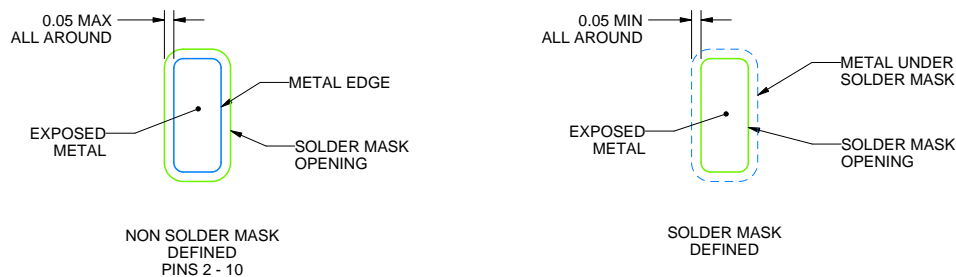 0.05 MAX
ALL AROUND
METAL EDGE
EXPOSED
METAL
SOLDER MASK
OPENING
NON SOLDER MASK
DEFINED
PINS 2 - 10
0.05 MIN
ALL AROUND
METAL UNDER
SOLDER MASK
EXPOSED
METAL
SOLDER MASK
OPENING
SOLDER MASK
DEFINED